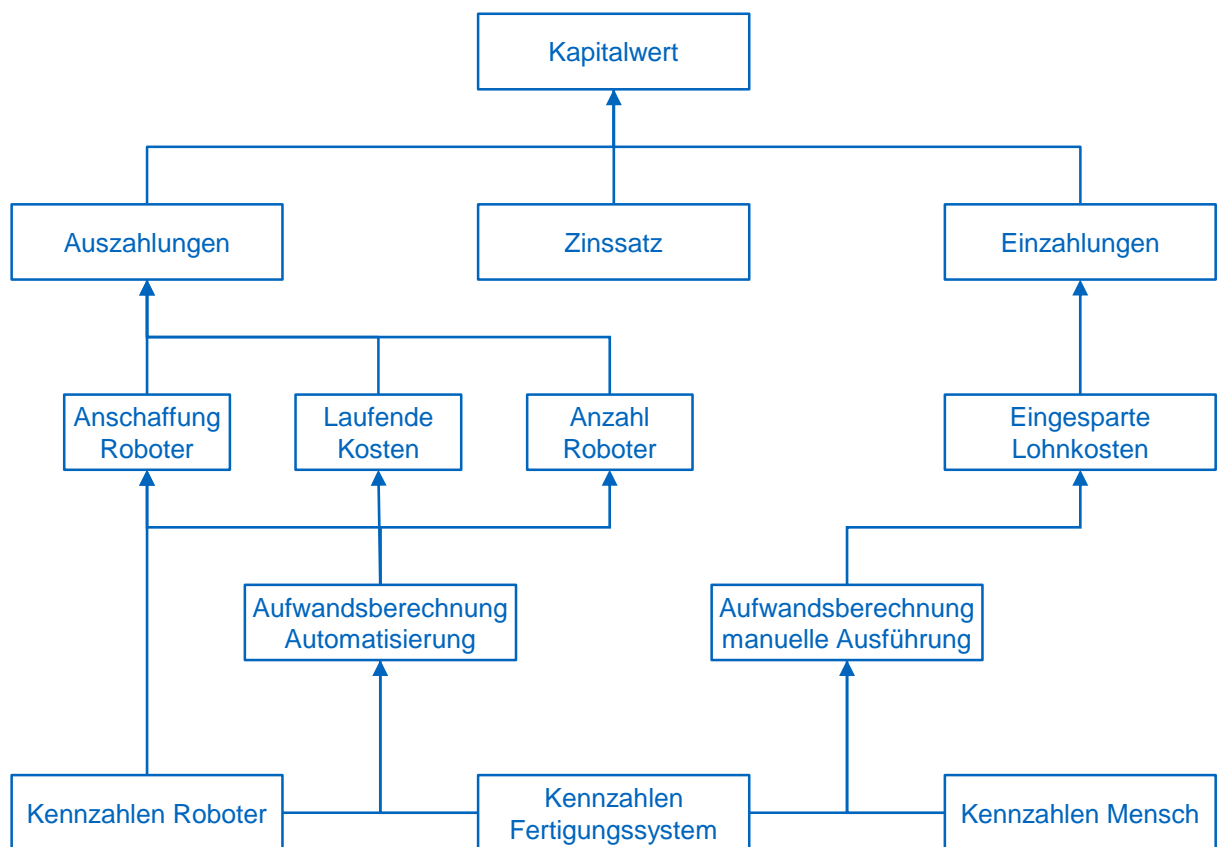 Kapitalwert
Auszahlungen
Zinssatz
Einzahlungen
Anschaffung
Roboter
Laufende
Kosten
Anzahl
Roboter
Eingesparte
Lohnkosten
Aufwandsberechnung
Automatisierung
Aufwandsberechnung
manuelle Ausführung
Kennzahlen Roboter
Kennzahlen
Fertigungssystem
Kennzahlen Mensch